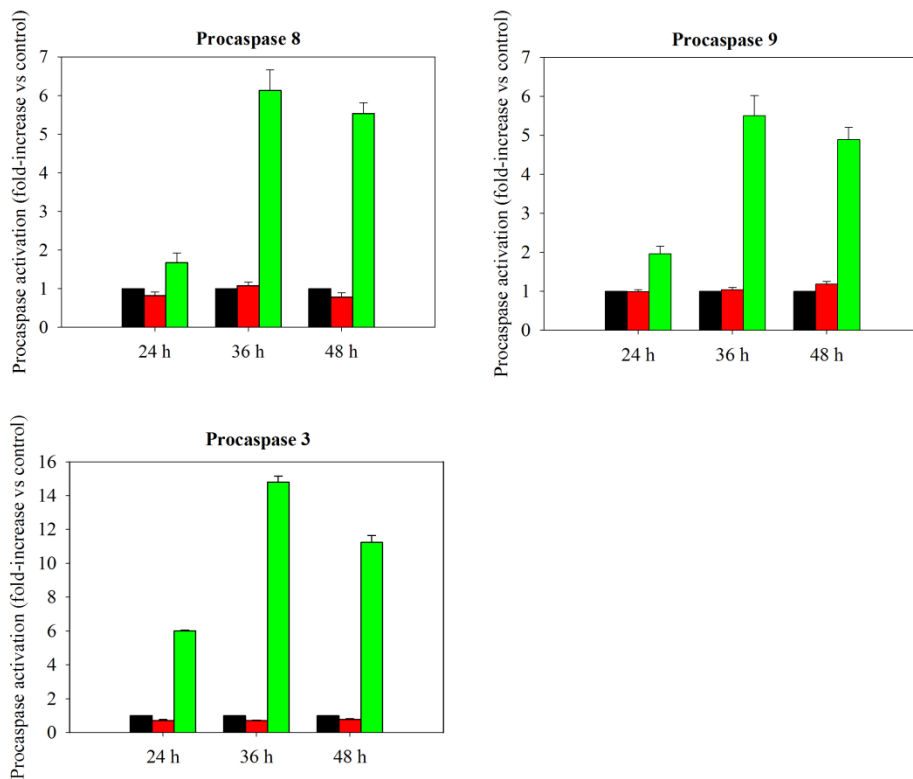 Procaspase 8
Procaspase activation (fold-increase vs control)
7
6
5
4
3
2
1
0
24 h 36 h 48 h
Procaspase 9
Procaspase activation (fold-increase vs control)
7
6
5
4
3
2
1
0
24 h 36 h 48 h
Procaspase 3
Procaspase activation (fold-increase vs control)
16
14
12
10
8
6
4
2
0
24 h 36 h 48 h